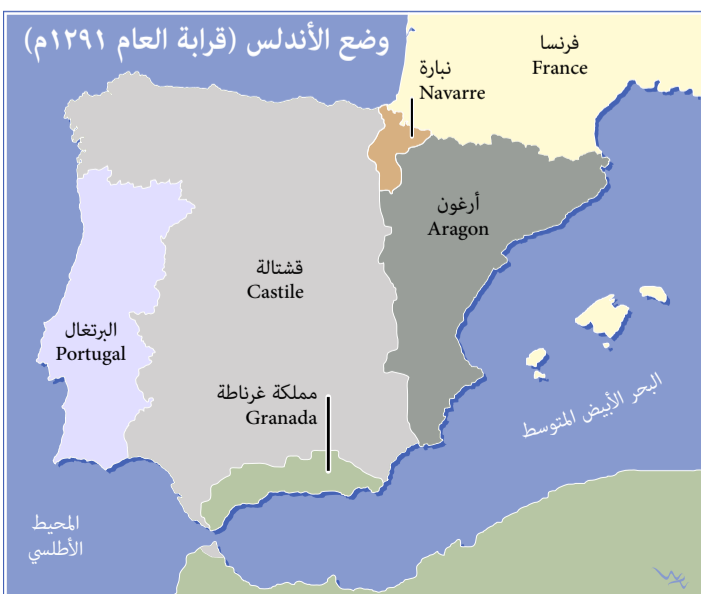 وضع الأندلس (قرابة العام ١٢٩١م)
فرنسا
France
نبارة
Navarre
أرغون
Aragon
قشتالة
Castile
البرتغال
Portugal
مملكة غرناطة
Granada
البحر الأبيض المتوسط
المحيط
الأطلسي